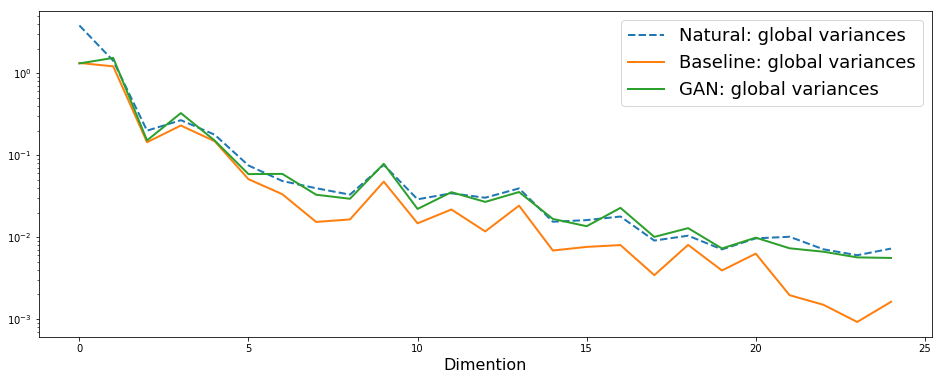 Natural: global variances
Baseline: global variances
GAN: global variances
10⁰
10⁻¹
10⁻²
10⁻³
0 5 10 15 20 25
Dimention